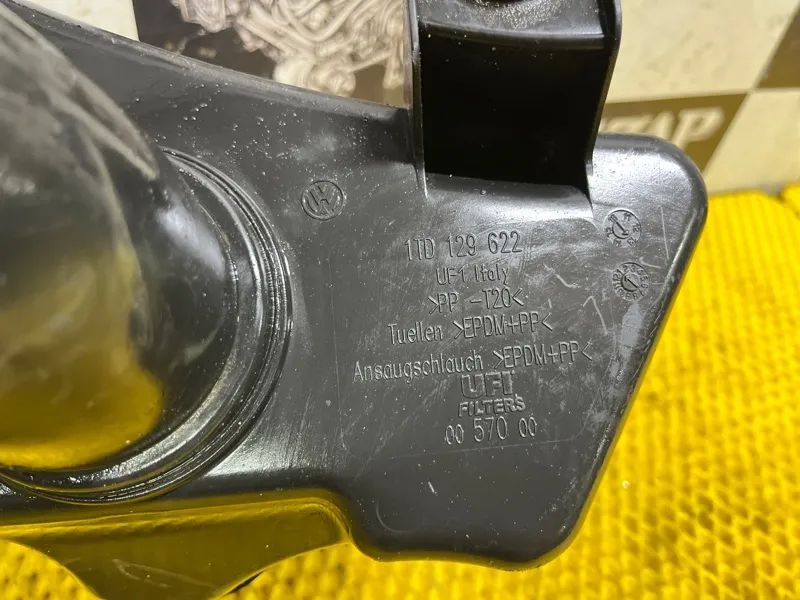 1TD 129 622
UFI Italy
>PP -T20<
Tuellen >EPDM+PP<
Ansaugschlauch >EPDM+PP<
UFI
FILTERS
00 570 00